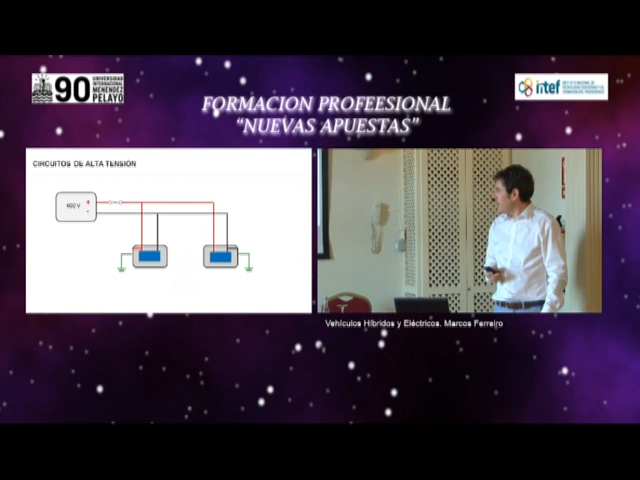 90
UNIVERSIDAD
INTERNACIONAL
MENÉNDEZ
PELAYO
intef
FORMACION PROFEESIONAL
“NUEVAS APUESTAS”
CIRCUITOS DE ALTA TENSIÓN
400 V
+
-
Vehículos Híbridos y Eléctricos. Marcos Ferreiro